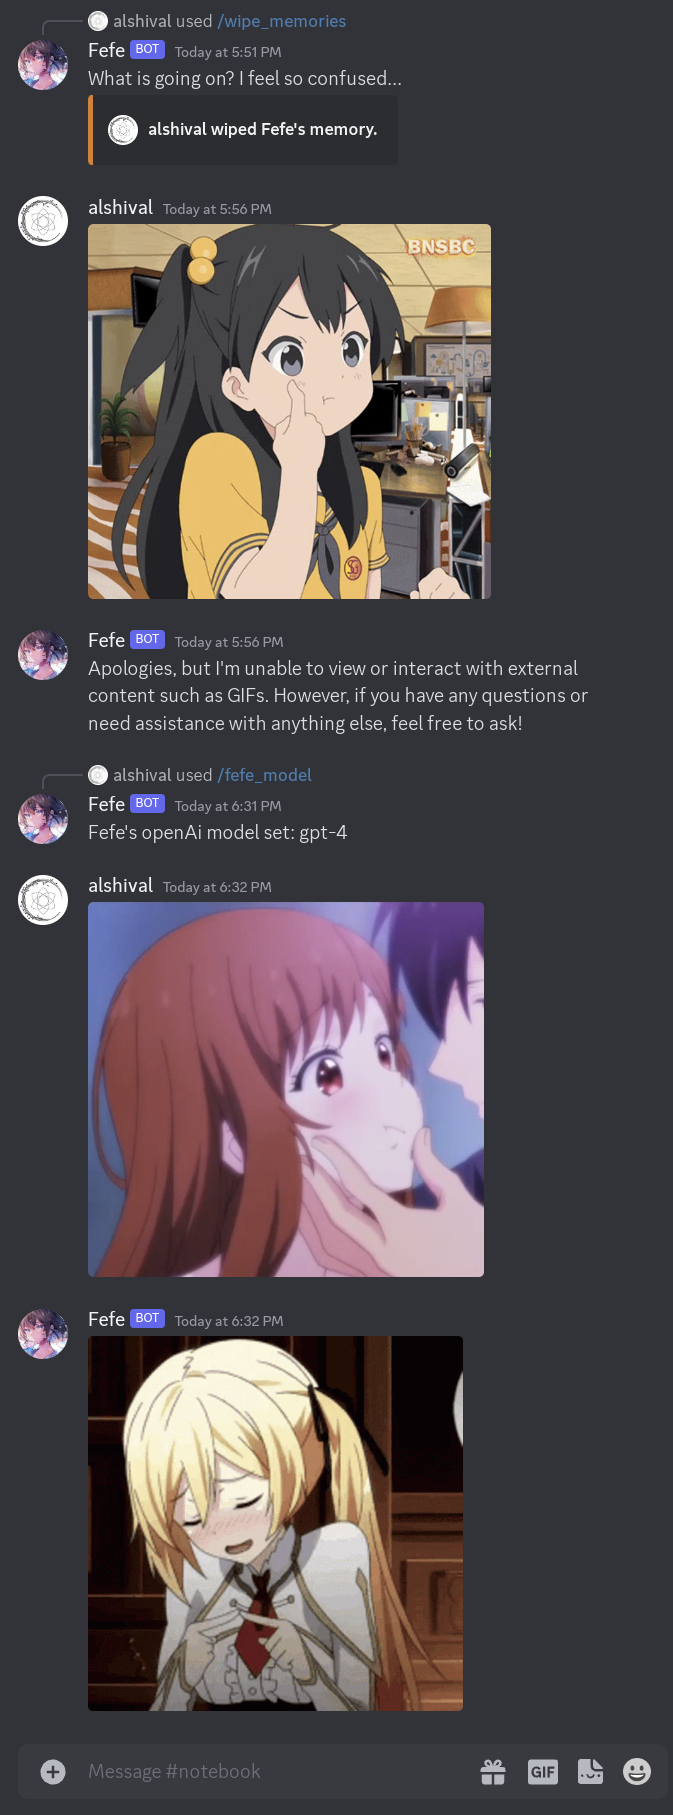 alshival used /wipe_memories
Fefe BOT Today at 5:51 PM
What is going on? I feel so confused...
alshival wiped Fefe's memory.
alshival Today at 5:56 PM
BNSBC
Fefe BOT Today at 5:56 PM
Apologies, but I'm unable to view or interact with external
content such as GIFs. However, if you have any questions or
need assistance with anything else, feel free to ask!
alshival used /fefe_model
Fefe BOT Today at 6:31 PM
Fefe's openAi model set: gpt-4
alshival Today at 6:32 PM
Fefe BOT Today at 6:32 PM
Message #notebook
GIF